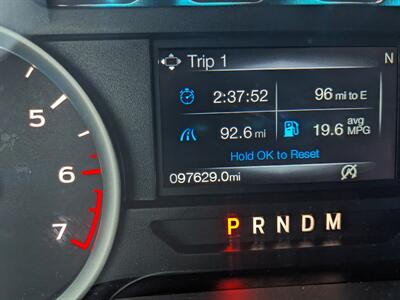 Trip 1 N
2:37:52 96 mi to E
92.6 mi 19.6 avg MPG
Hold OK to Reset
097629.0mi
P R N D M
5
6
7